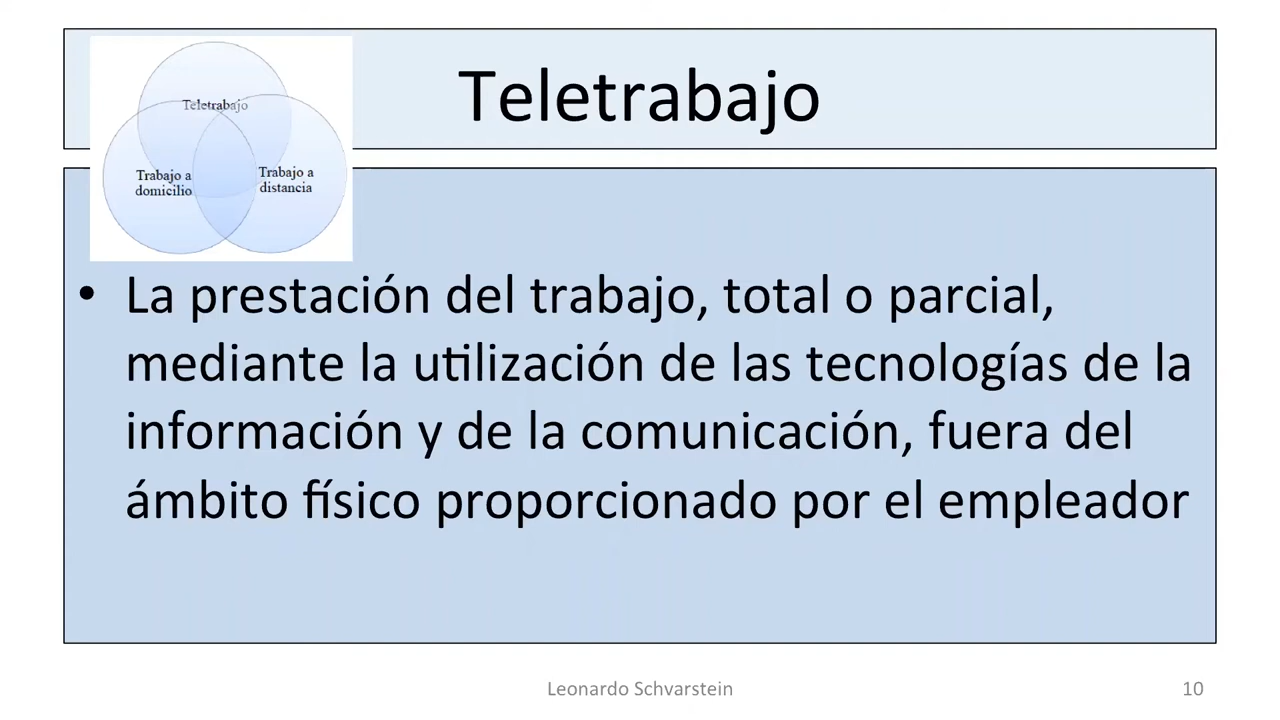 Teletrabajo
Teletrabajo
Trabajo a
domicilio
Trabajo a
distancia
• La prestación del trabajo, total o parcial,
mediante la utilización de las tecnologías de la
información y de la comunicación, fuera del
ámbito físico proporcionado por el empleador
Leonardo Schvarstein
10